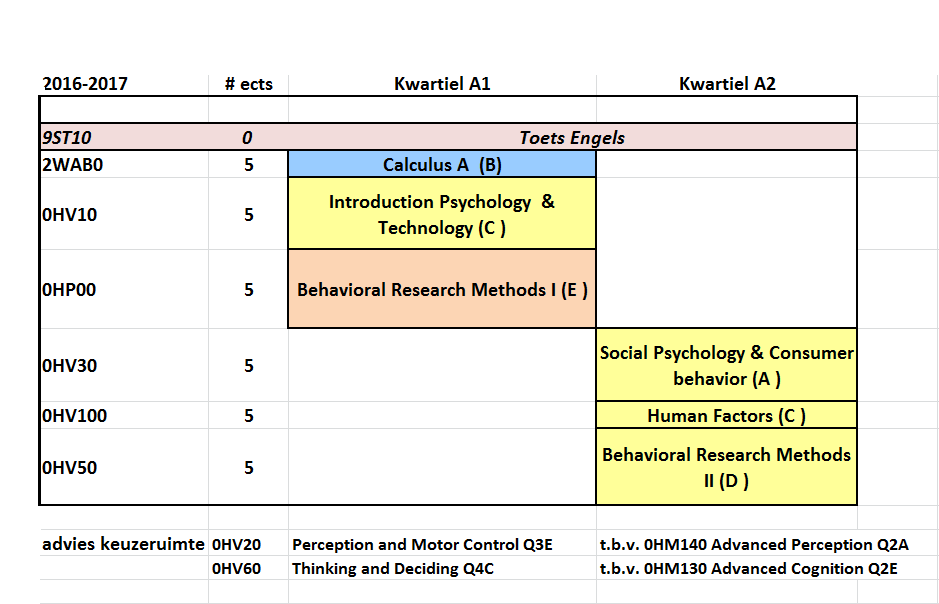 2016-2017 # ects Kwartiel A1 Kwartiel A2
9ST10 0 Toets Engels
2WAB0 5 Calculus A (B)
0HV10 5 Introduction Psychology &
Technology (C )
0HP00 5 Behavioral Research Methods I (E )
0HV30 5 Social Psychology & Consumer
behavior (A )
0HV100 5 Human Factors (C )
0HV50 5 Behavioral Research Methods
II (D )
advies keuzeruimte 0HV20 Perception and Motor Control Q3E t.b.v. 0HM140 Advanced Perception Q2A
0HV60 Thinking and Deciding Q4C t.b.v. 0HM130 Advanced Cognition Q2E